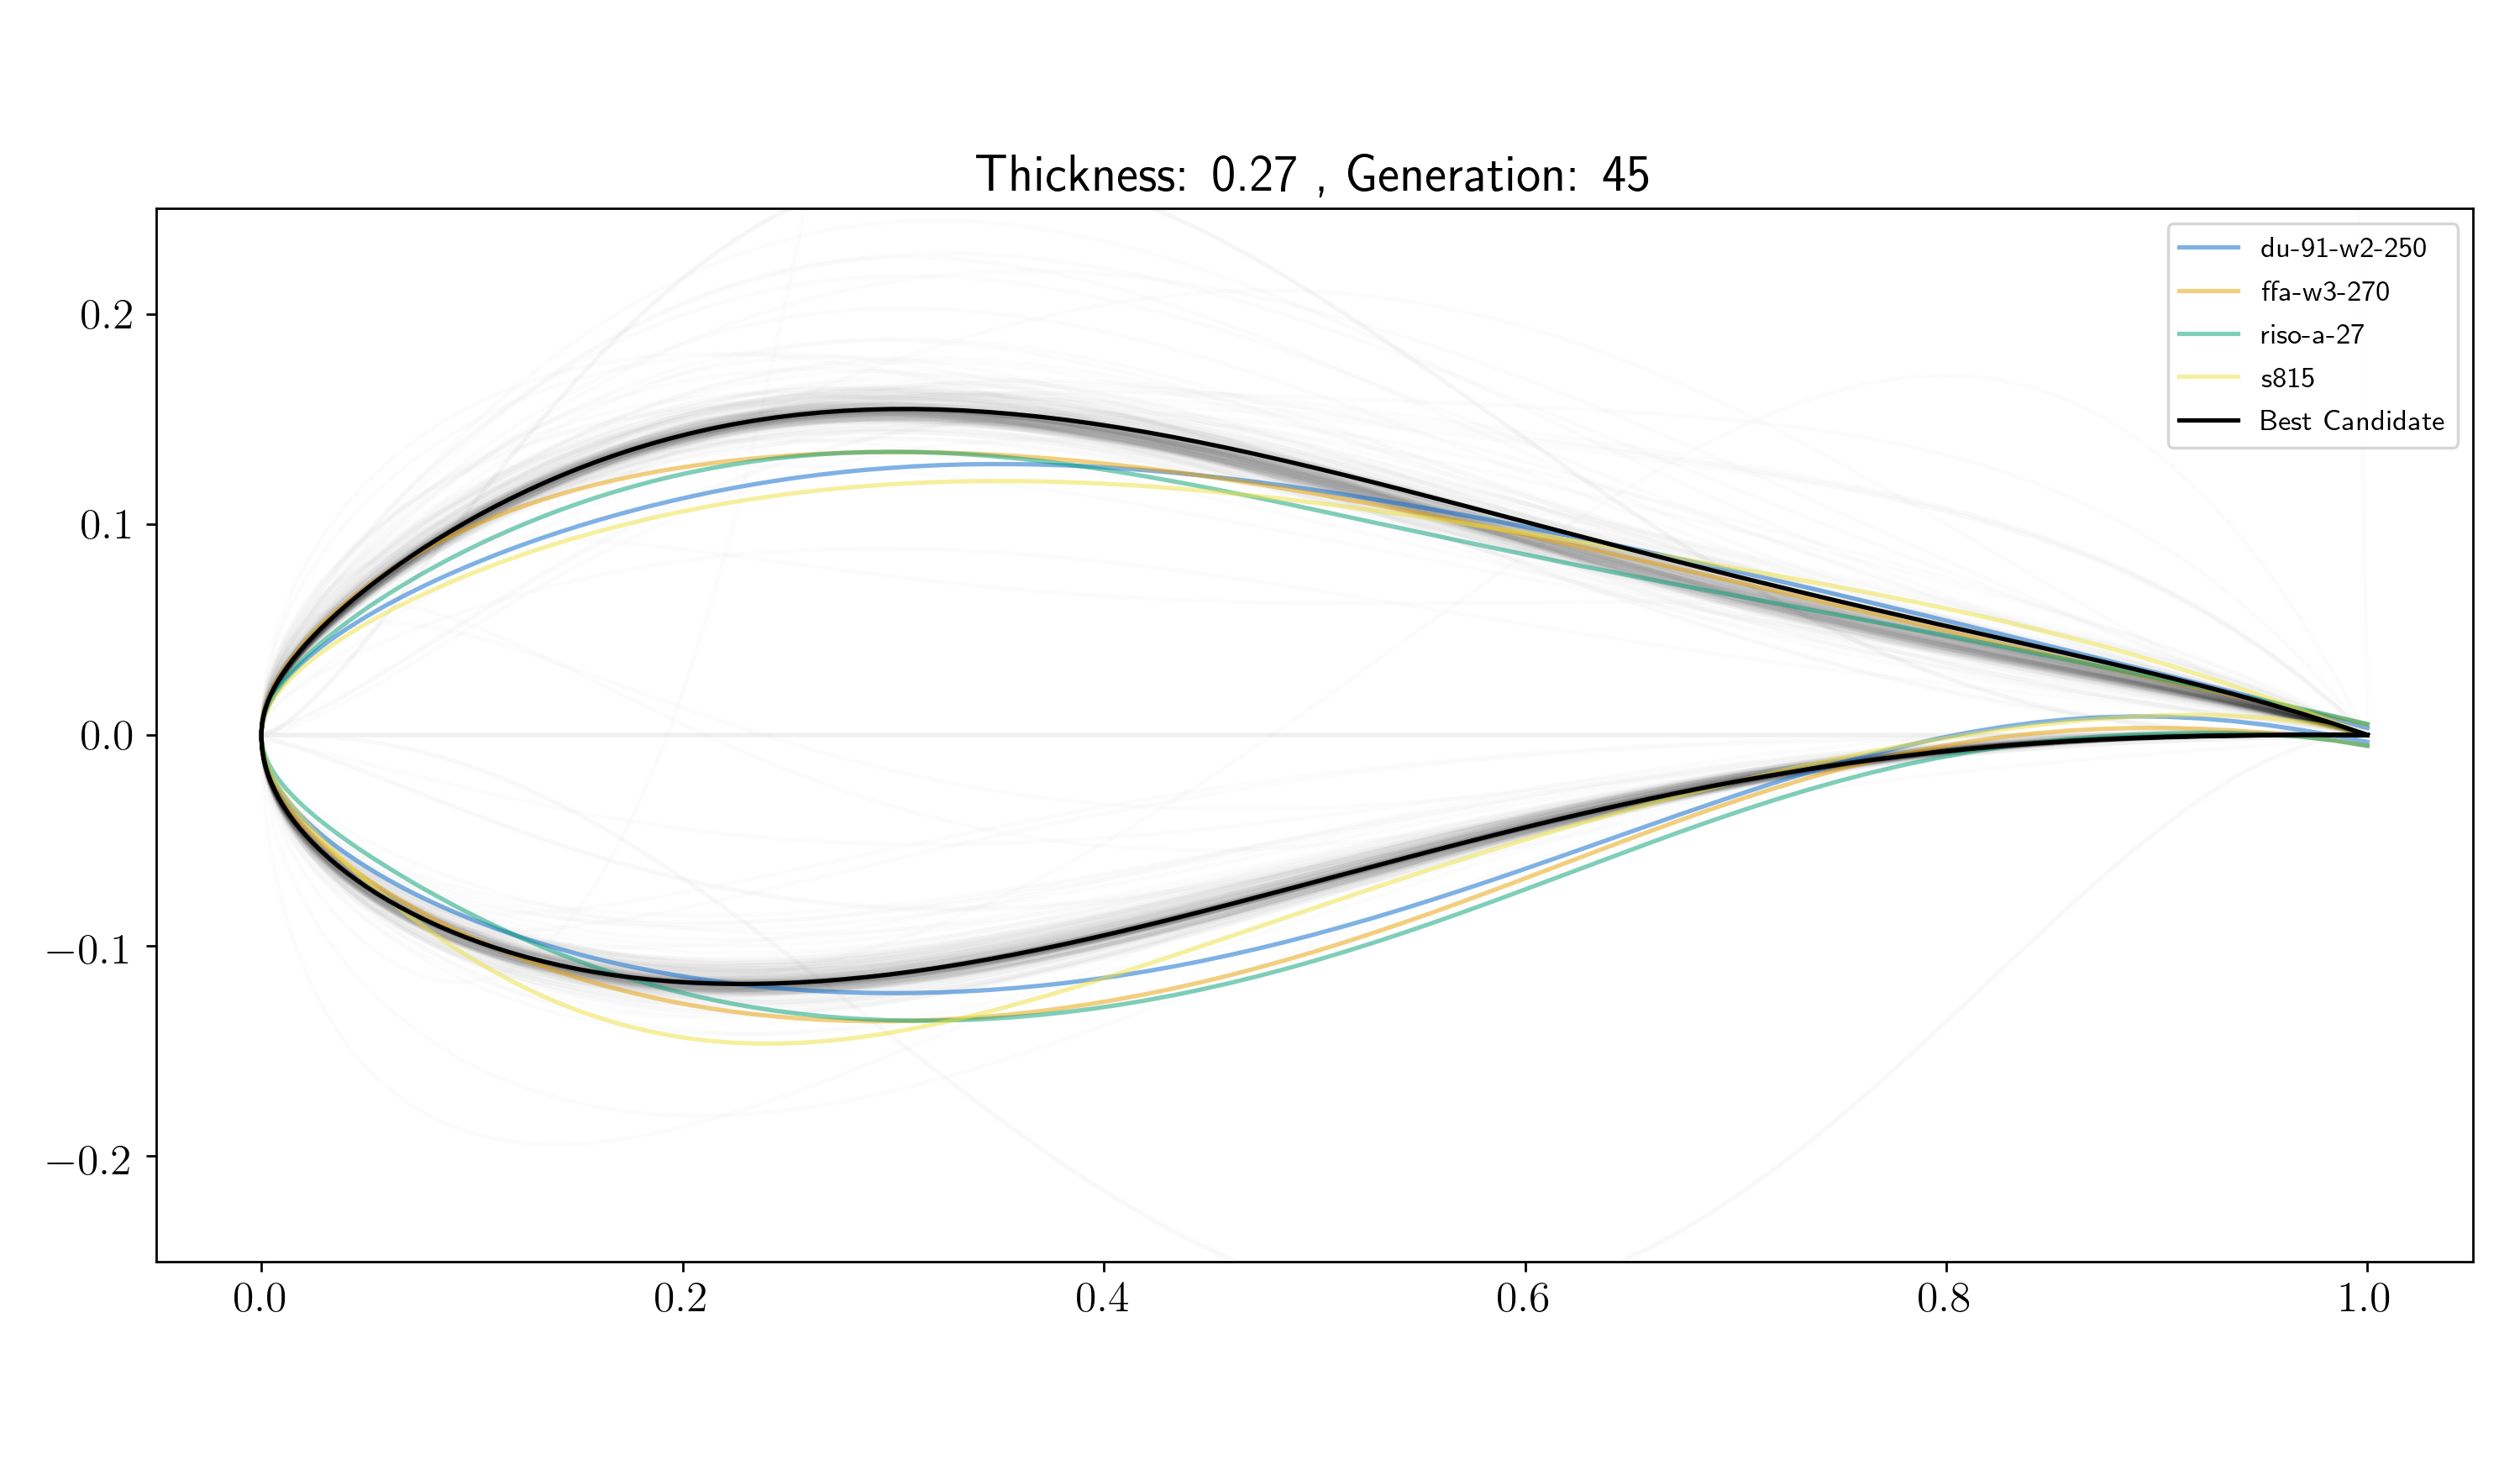 Thickness: 0.27 , Generation: 45
du-91-w2-250
ffa-w3-270
riso-a-27
s815
Best Candidate
0.2
0.1
0.0
−0.1
−0.2
0.0 0.2 0.4 0.6 0.8 1.0